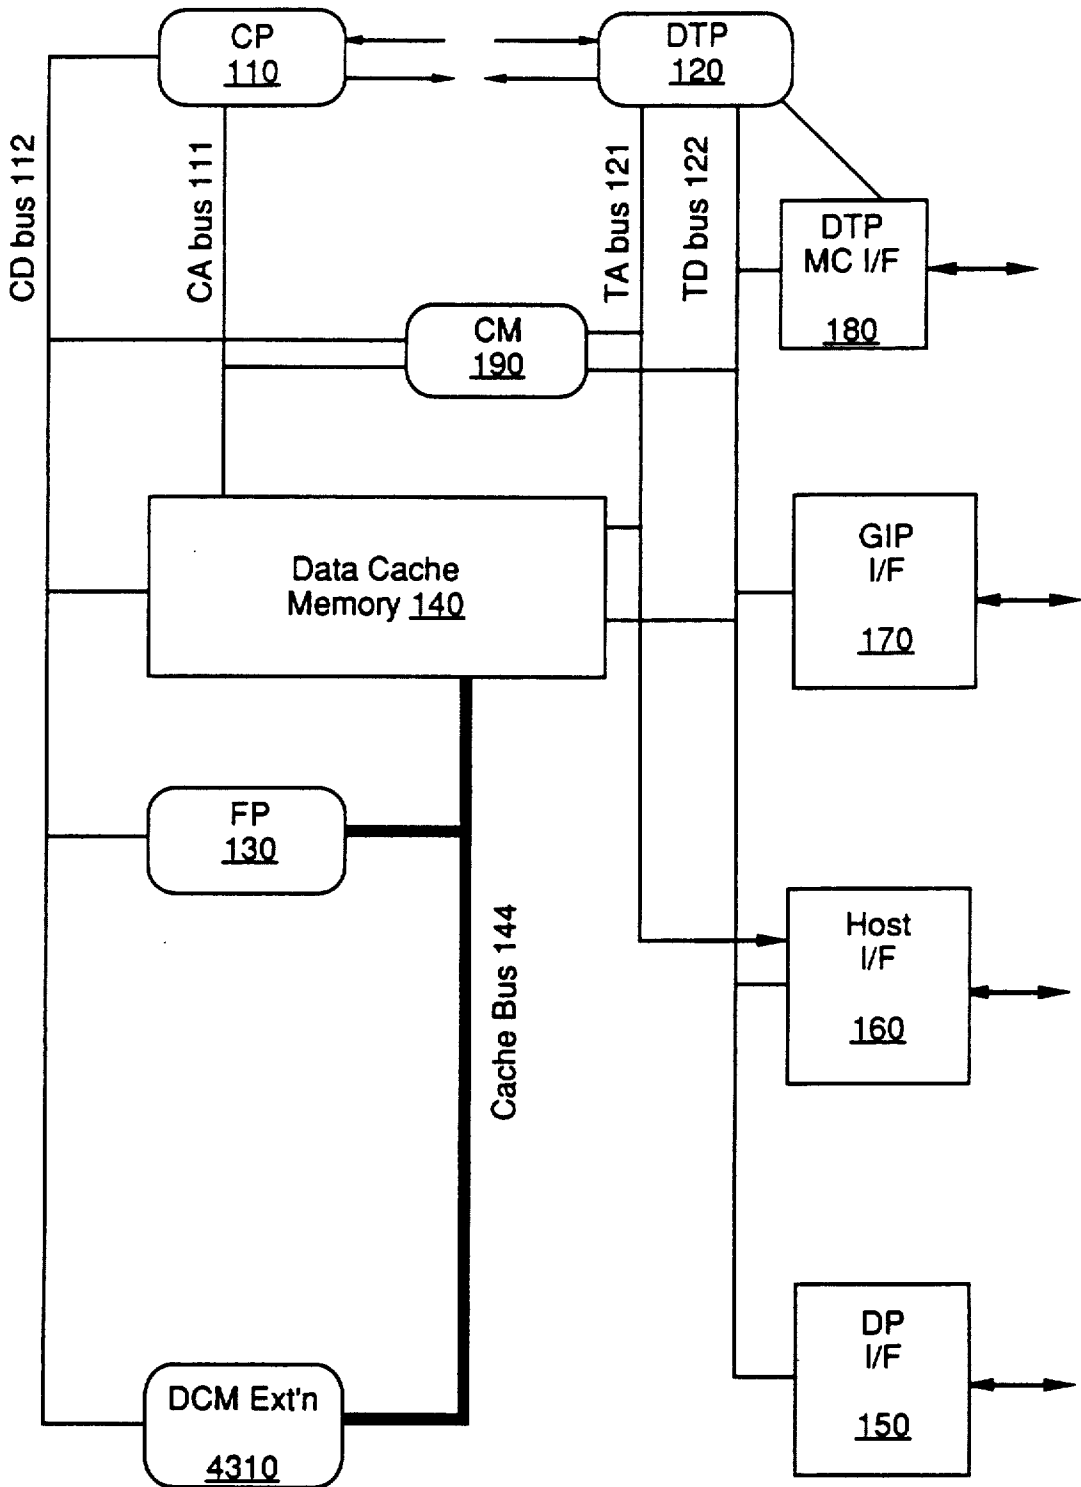 CP
110
DTP
120
CD bus 112
CA bus 111
TA bus 121
TD bus 122
DTP
MC I/F
180
CM
190
Data Cache
Memory 140
GIP
I/F
170
FP
130
Cache Bus 144
Host
I/F
160
DP
I/F
150
DCM Ext'n
4310